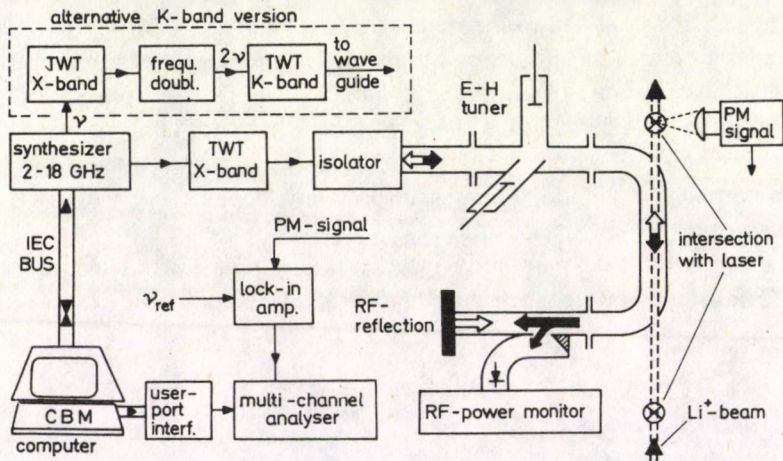 alternative K-band version
JWT
X-band
frequ.
doubl.
2ν
TWT
K-band
to
wave
guide
ν
synthesizer
2-18 GHz
TWT
X-band
isolator
E-H
tuner
PM
signal
IEC
BUS
PM-signal
ν ref
lock-in
amp.
RF-
reflection
intersection
with laser
CBM
computer
user-
port
interf.
multi-channel
analyser
RF-power monitor
Li⁺-beam